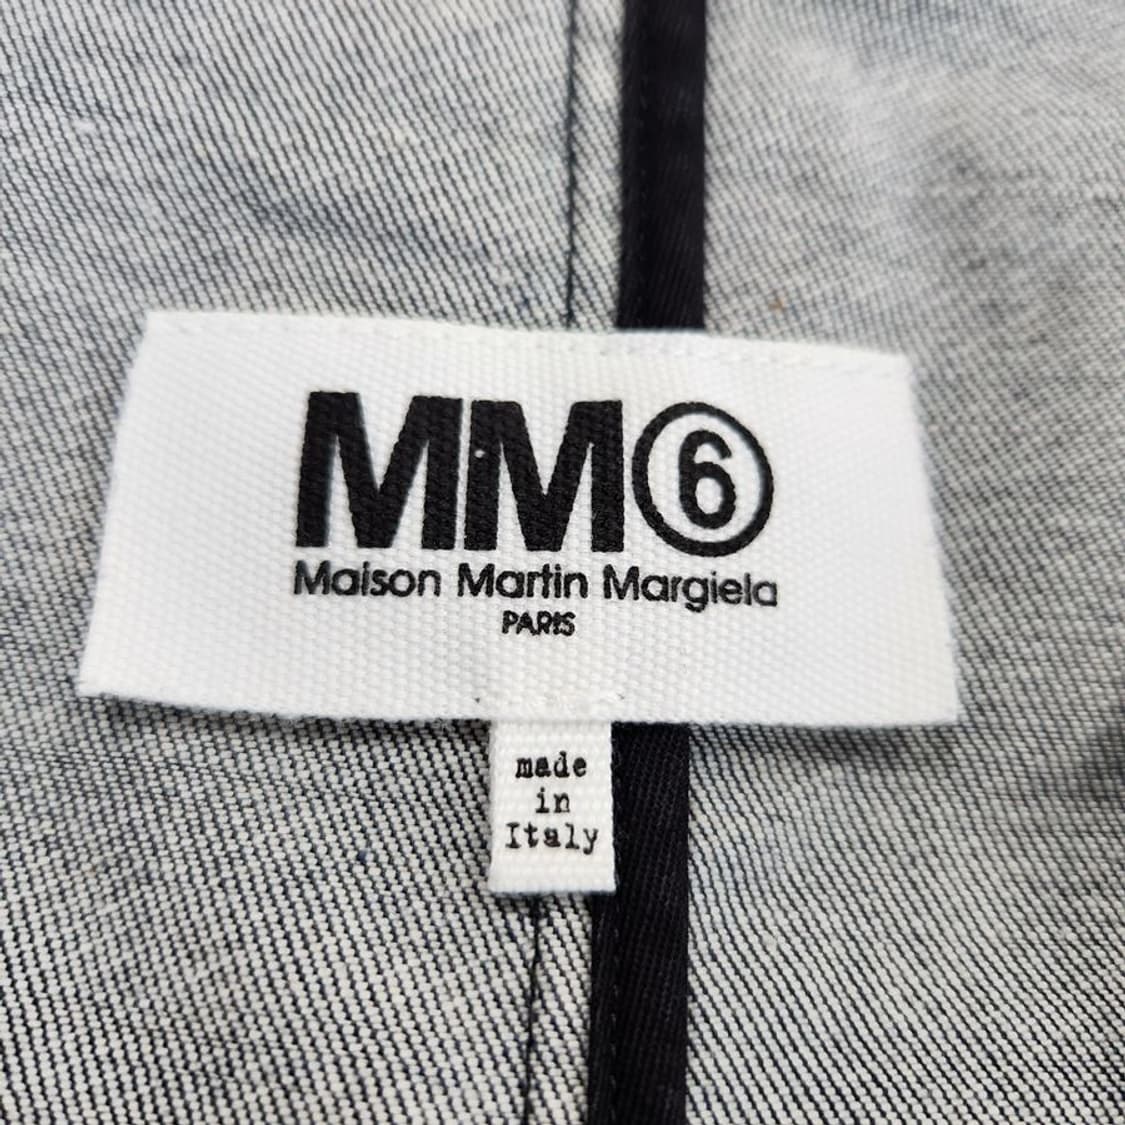 MM⑥
Maison Martin Margiela
PARIS
made
in
Italy